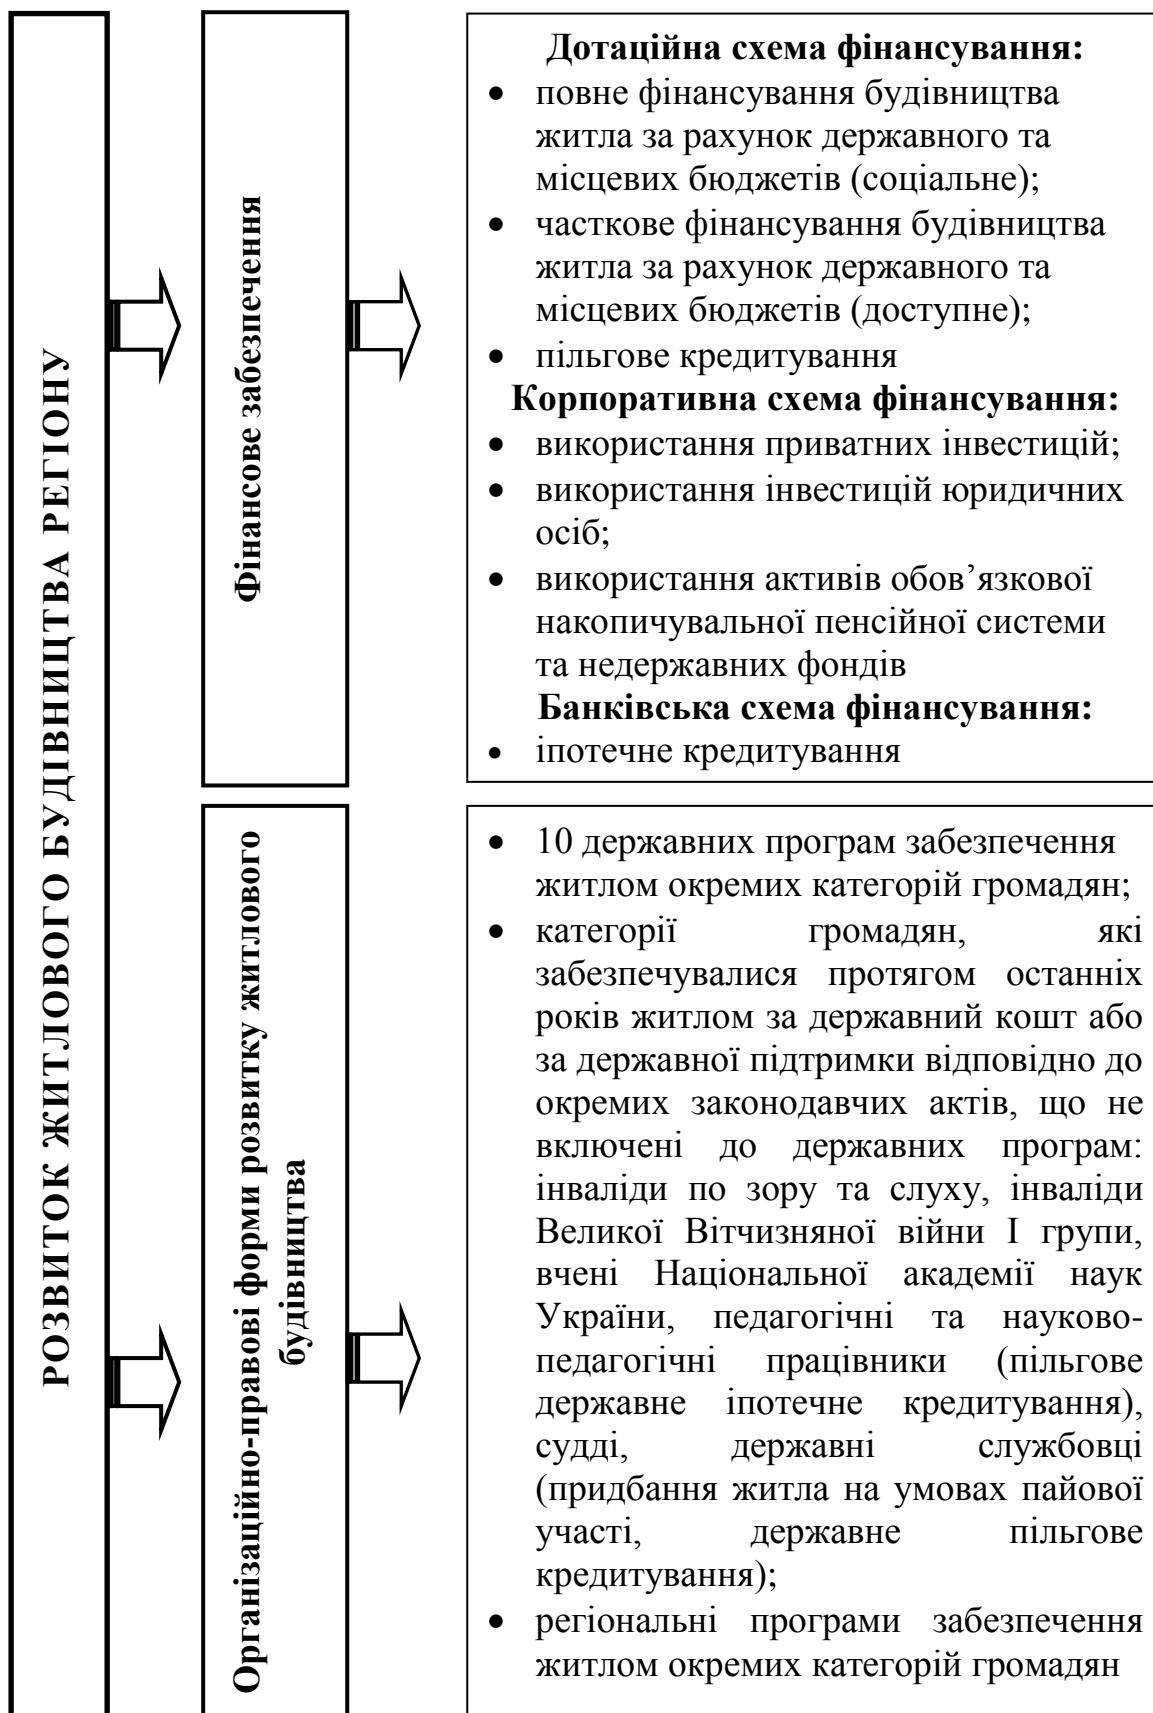 РОЗВИТОК ЖИТЛОВОГО БУДІВНИЦТВА РЕГІОНУ
Фінансове забезпечення
Дотаційна схема фінансування:
• повне фінансування будівництва
житла за рахунок державного та
місцевих бюджетів (соціальне);
• часткове фінансування будівництва
житла за рахунок державного та
місцевих бюджетів (доступне);
• пільгове кредитування
Корпоративна схема фінансування:
• використання приватних інвестицій;
• використання інвестицій юридичних
осіб;
• використання активів обов’язкової
накопичувальної пенсійної системи
та недержавних фондів
Банківська схема фінансування:
• іпотечне кредитування
Організаційно-правові форми розвитку житлового
будівництва
• 10 державних програм забезпечення
житлом окремих категорій громадян;
• категорії громадян, які
забезпечувалися протягом останніх
років житлом за державний кошт або
за державної підтримки відповідно до
окремих законодавчих актів, що не
включені до державних програм:
інваліди по зору та слуху, інваліди
Великої Вітчизняної війни І групи,
вчені Національної академії наук
України, педагогічні та науково-
педагогічні працівники (пільгове
державне іпотечне кредитування),
судді, державні службовці
(придбання житла на умовах пайової
участі, державне пільгове
кредитування);
• регіональні програми забезпечення
житлом окремих категорій громадян